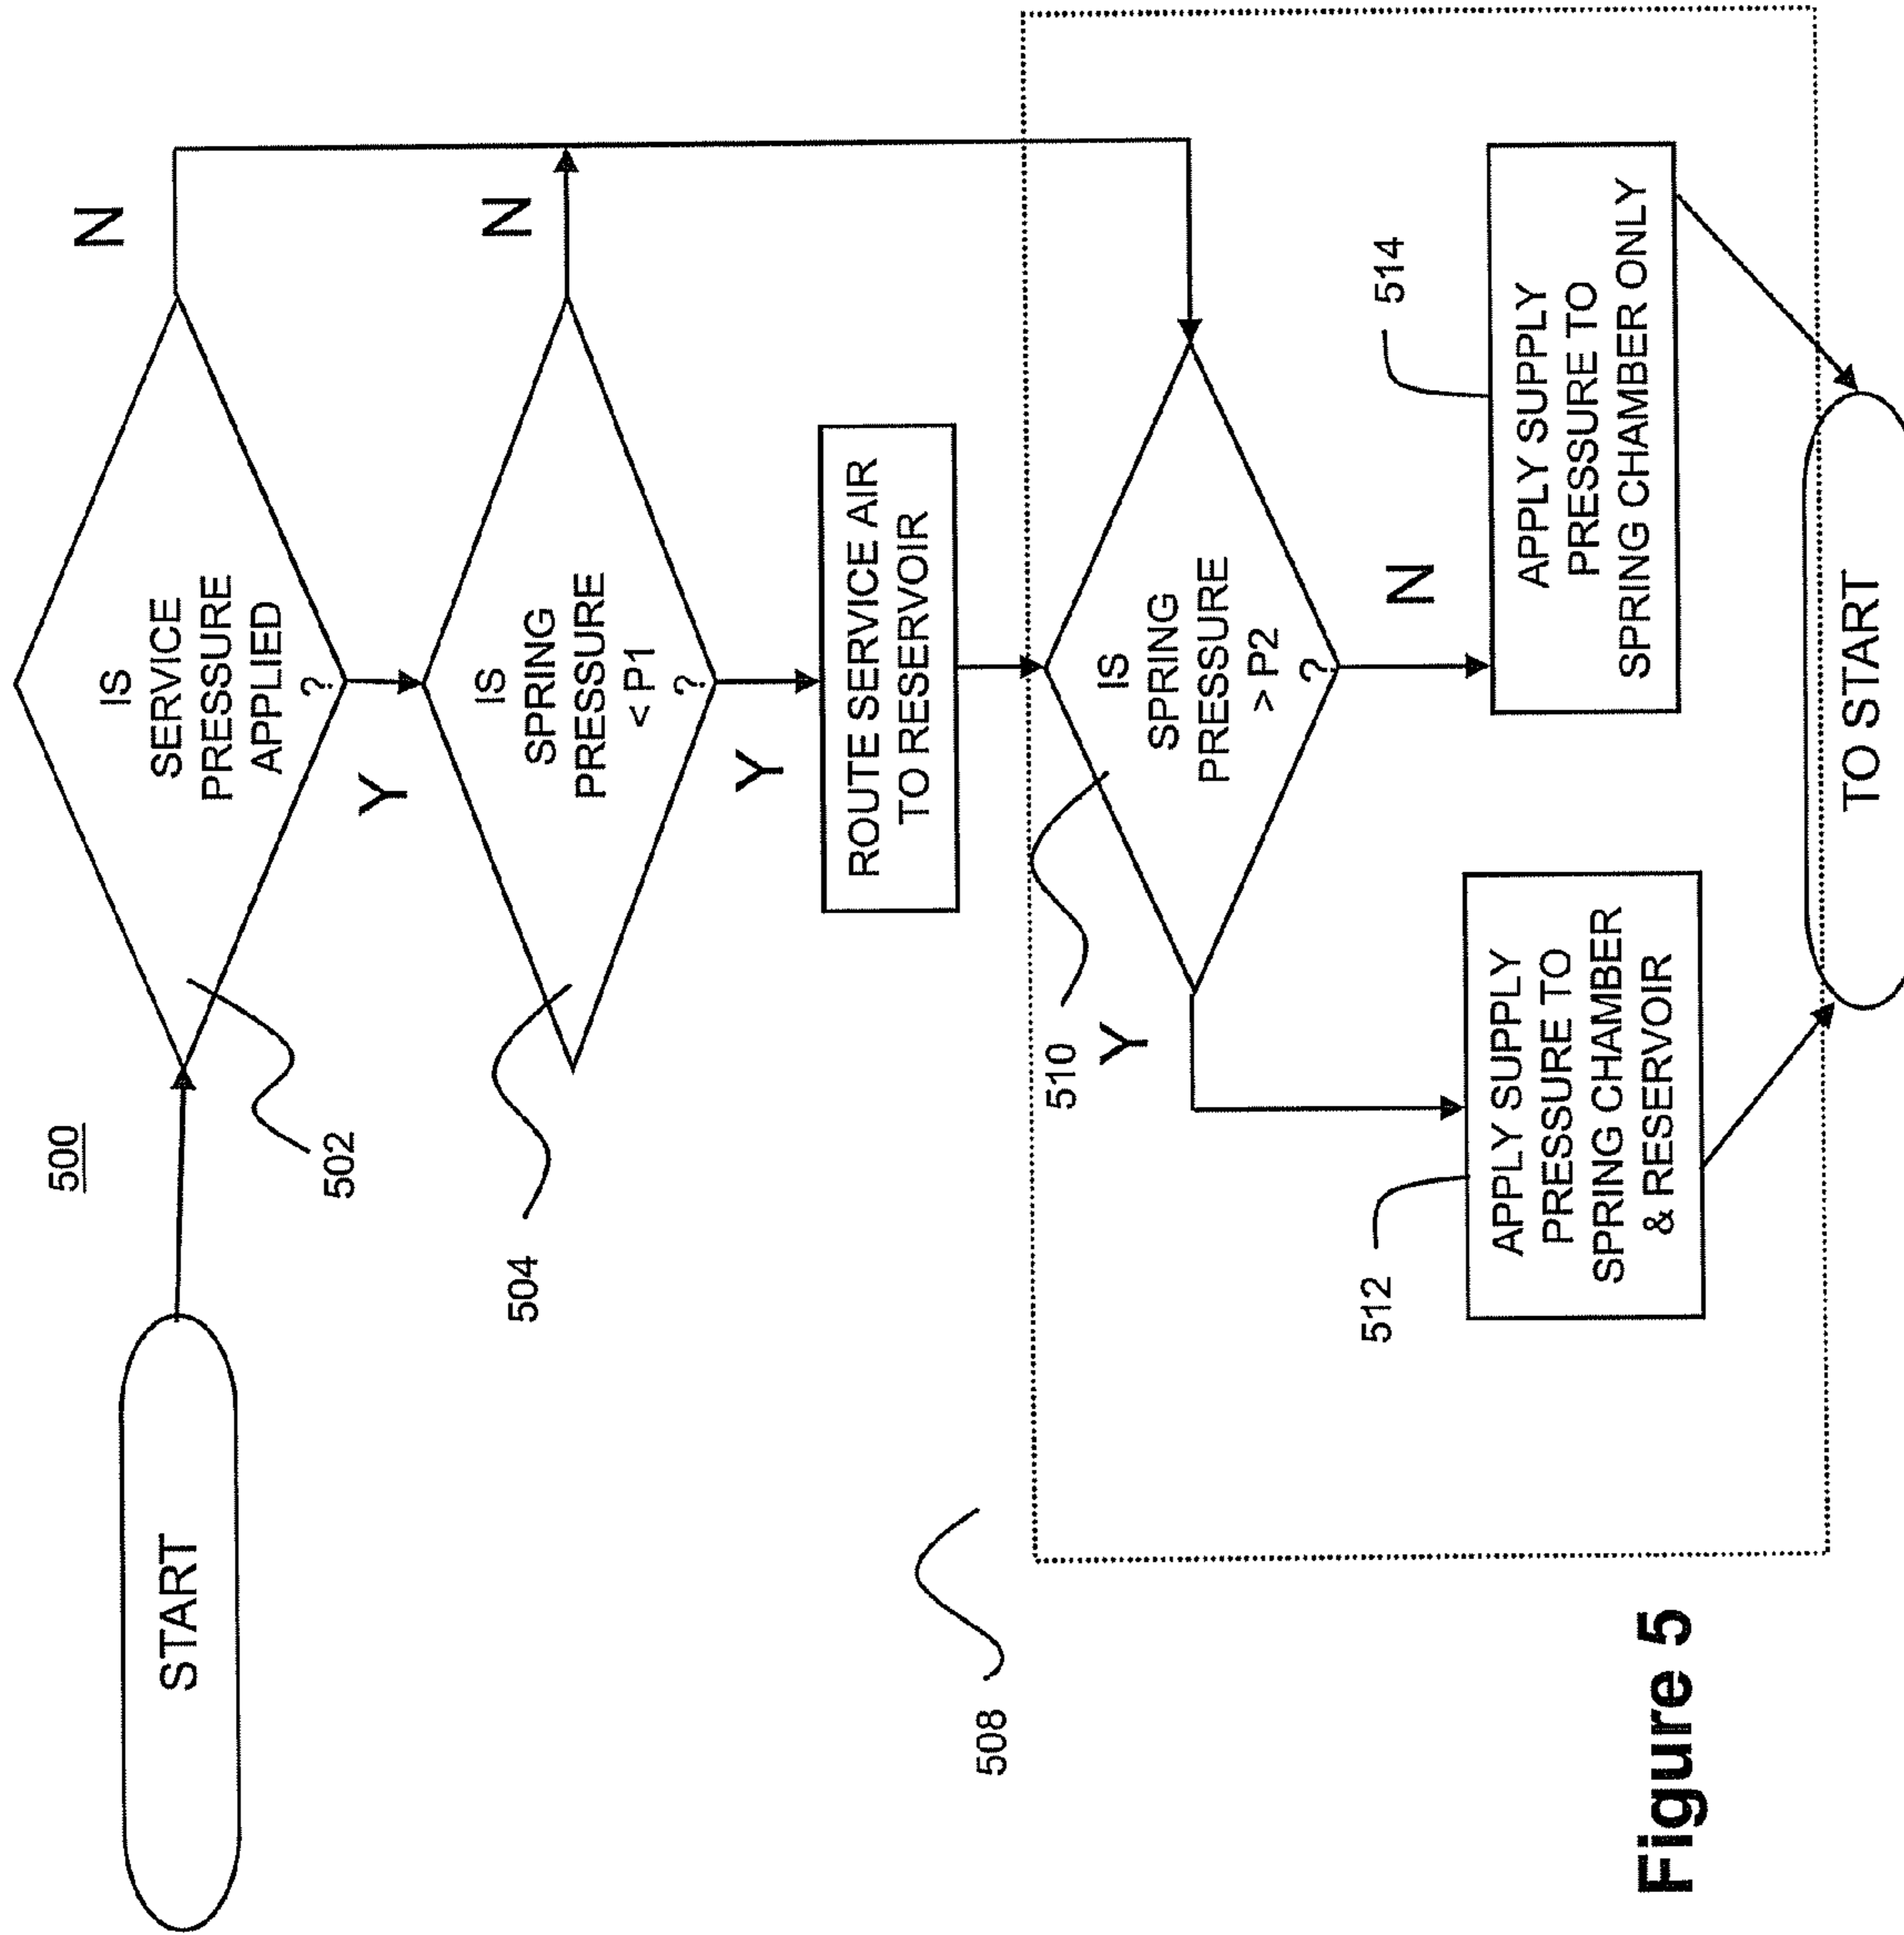 500
START
IS
SERVICE
PRESSURE
APPLIED
?
N
502
Y
IS
SPRING
PRESSURE
< P1
?
N
504
Y
ROUTE SERVICE AIR
TO RESERVOIR
508
IS
SPRING
PRESSURE
> P2
?
510
Y
N
512
APPLY SUPPLY
PRESSURE TO
SPRING CHAMBER
& RESERVOIR
514
APPLY SUPPLY
PRESSURE TO
SPRING CHAMBER ONLY
TO START
Figure 5